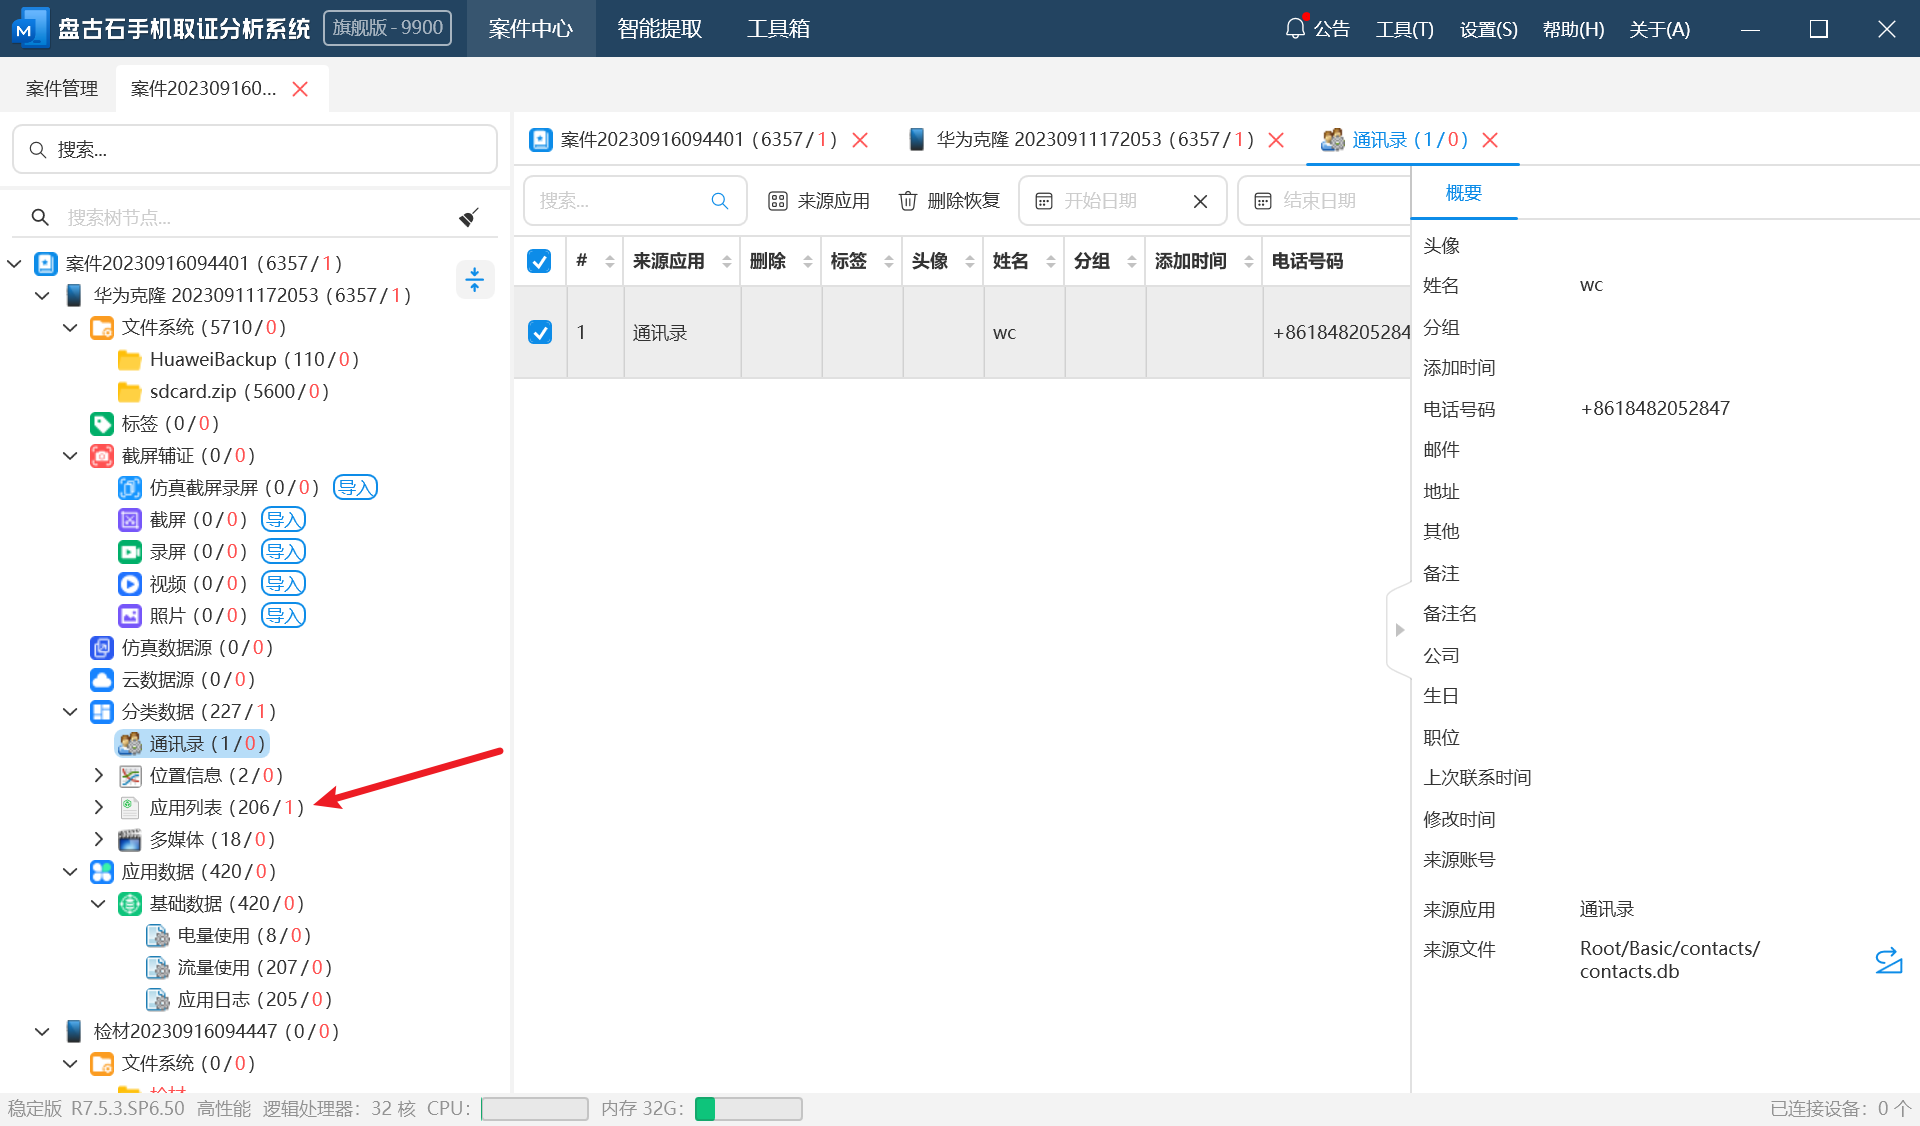 盘古石手机取证分析系统 旗舰版 - 9900 案件中心 智能提取 工具箱 公告 工具(T) 设置(S) 帮助(H) 关于(A)
案件管理 案件202309160...
搜索...
搜索树节点...
案件20230916094401 (6357/1)
华为克隆 20230911172053 (6357/1)
文件系统 (5710/0)
HuaweiBackup (110/0)
sdcard.zip (5600/0)
标签 (0/0)
截屏辅证 (0/0)
仿真截屏录屏 (0/0) 导入
截屏 (0/0) 导入
录屏 (0/0) 导入
视频 (0/0) 导入
照片 (0/0) 导入
仿真数据源 (0/0)
云数据源 (0/0)
分类数据 (227/1)
通讯录 (1/0)
位置信息 (2/0)
应用列表 (206/1)
多媒体 (18/0)
应用数据 (420/0)
基础数据 (420/0)
电量使用 (8/0)
流量使用 (207/0)
应用日志 (205/0)
检材20230916094447 (0/0)
文件系统 (0/0)
案件20230916094401 (6357/1) 华为克隆 20230911172053 (6357/1) 通讯录 (1/0)
搜索... 来源应用 删除恢复 开始日期 结束日期
# 来源应用 删除 标签 头像 姓名 分组 添加时间 电话号码
1 通讯录 wc +861848205284
概要
头像
姓名 wc
分组
添加时间
电话号码 +8618482052847
邮件
地址
其他
备注
备注名
公司
生日
职位
上次联系时间
修改时间
来源账号
来源应用 通讯录
来源文件 Root/Basic/contacts/
contacts.db
稳定版 R7.5.3.SP6.50 高性能 逻辑处理器: 32 核 CPU: 内存 32G: 已连接设备: 0 个